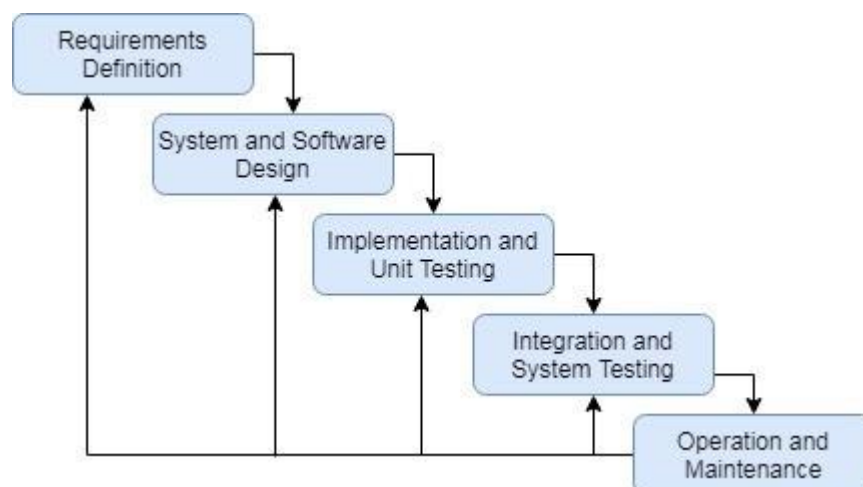 Requirements
Definition
System and Software
Design
Implementation and
Unit Testing
Integration and
System Testing
Operation and
Maintenance